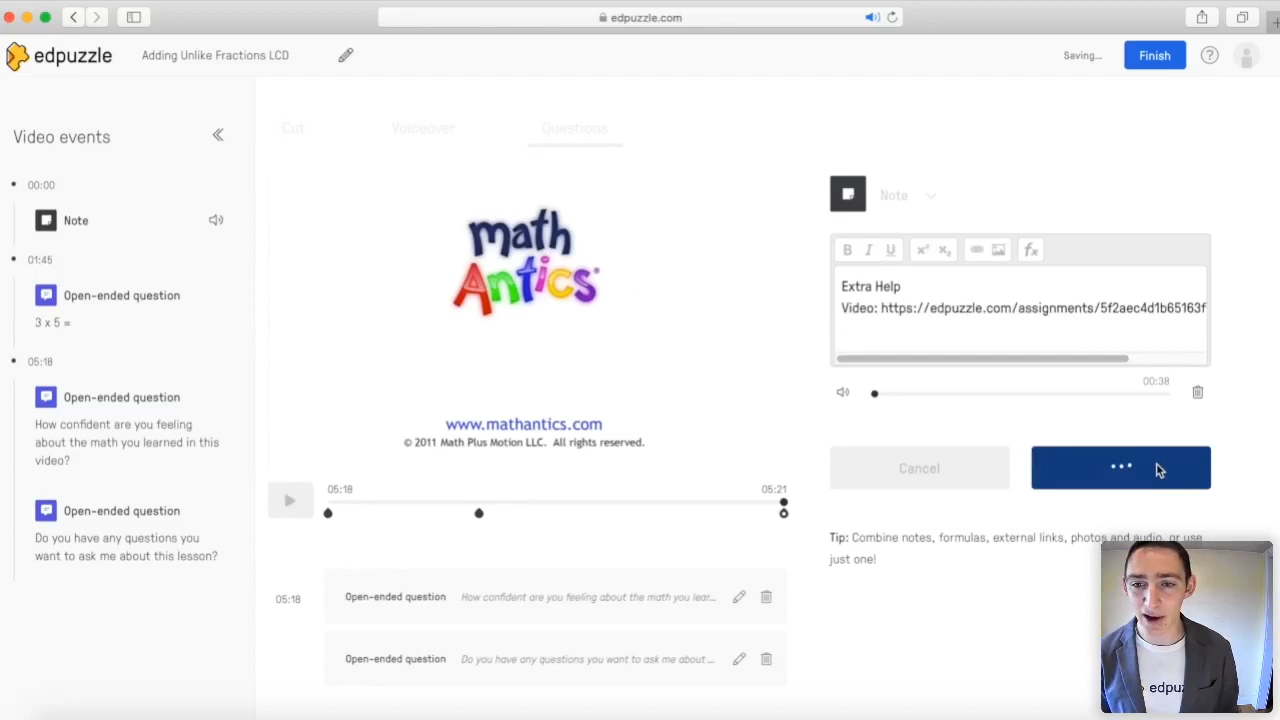 edpuzzle.com
edpuzzle
Adding Unlike Fractions LCD
Saving...
Finish
?
Video events
00:00
Note
01:45
Open-ended question
3 x 5 =
05:18
Open-ended question
How confident are you feeling
about the math you learned in this
video?
Open-ended question
Do you have any questions you
want to ask me about this lesson?
Cut
Voiceover
Questions
math
Antics
www.mathantics.com
© 2011 Math Plus Motion LLC. All rights reserved.
05:18
05:21
05:18
Open-ended question How confident are you feeling about the math you lear...
Open-ended question Do you have any questions you want to ask me about ...
Note
B I U x² x₂ fx
Extra Help
Video: https://edpuzzle.com/assignments/5f2aec4d1b65163f
00:38
Cancel
...
Tip: Combine notes, formulas, external links, photos and audio, or use
just one!
edpuz